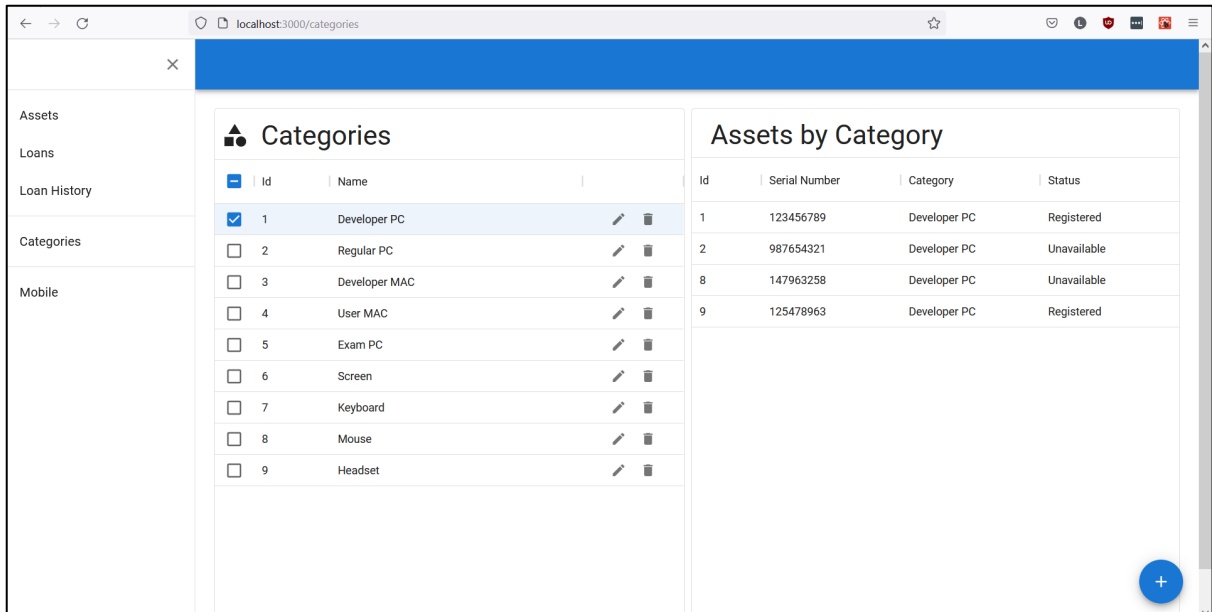 localhost:3000/categories
L
Assets
Loans
Loan History
Categories
Mobile
Categories
Id Name
1 Developer PC
2 Regular PC
3 Developer MAC
4 User MAC
5 Exam PC
6 Screen
7 Keyboard
8 Mouse
9 Headset
Assets by Category
Id Serial Number Category Status
1 123456789 Developer PC Registered
2 987654321 Developer PC Unavailable
8 147963258 Developer PC Unavailable
9 125478963 Developer PC Registered